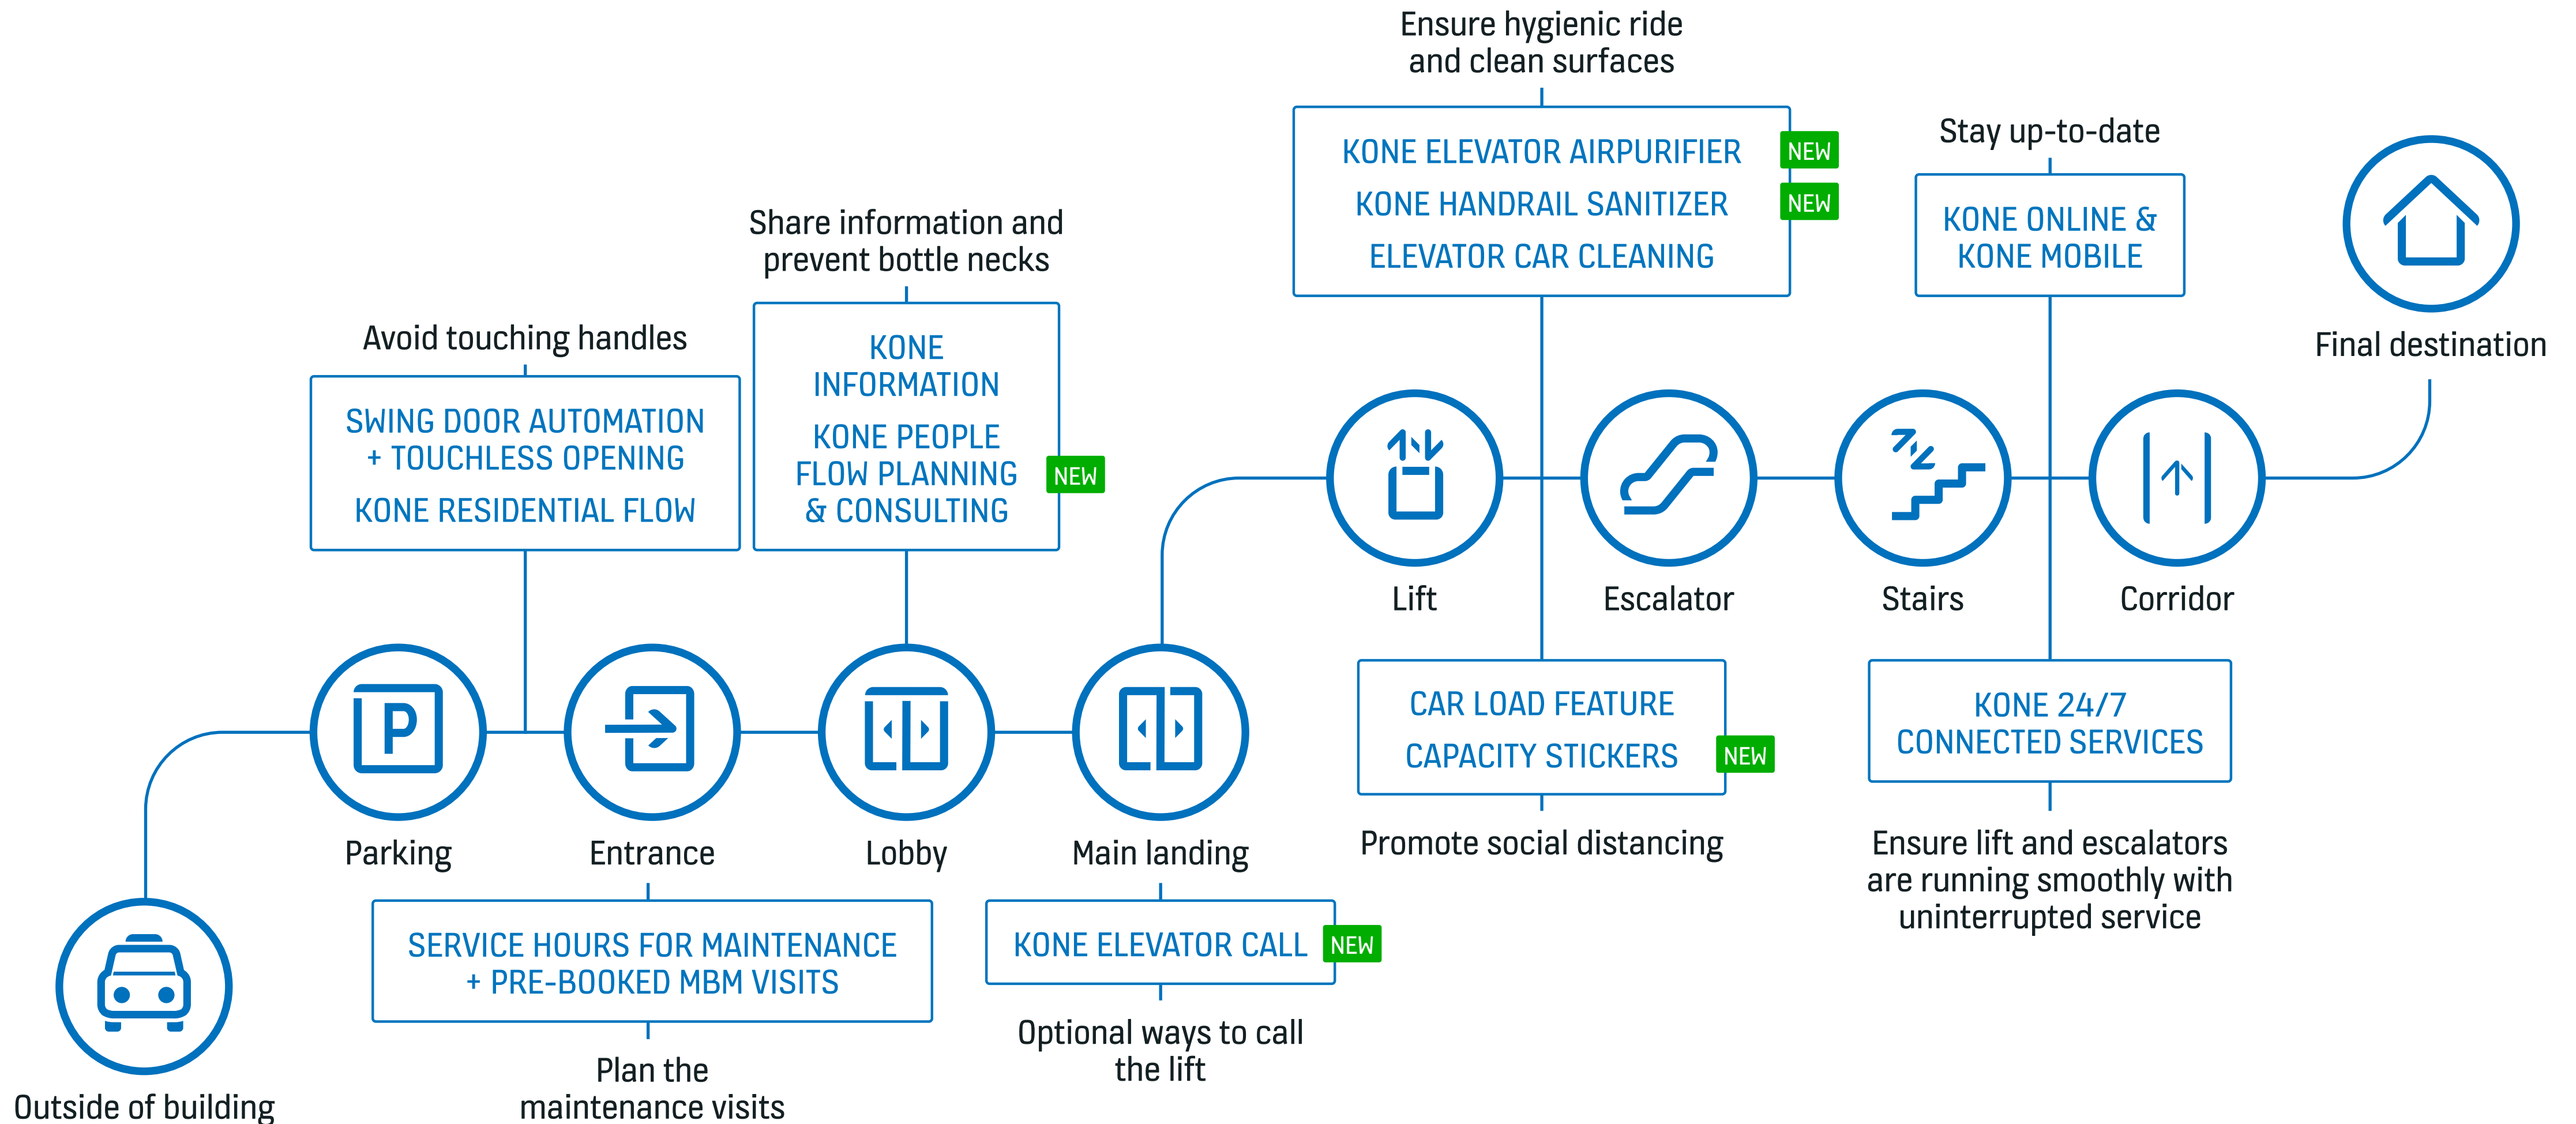 Ensure hygienic ride
and clean surfaces
KONE ELEVATOR AIRPURIFIER
NEW
KONE HANDRAIL SANITIZER
NEW
ELEVATOR CAR CLEANING
Stay up-to-date
KONE ONLINE &
KONE MOBILE
Final destination
Share information and
prevent bottle necks
KONE
INFORMATION
KONE PEOPLE
FLOW PLANNING
& CONSULTING
NEW
Avoid touching handles
SWING DOOR AUTOMATION
+ TOUCHLESS OPENING
KONE RESIDENTIAL FLOW
Lift
Escalator
Stairs
Corridor
P
Parking
Entrance
Lobby
Main landing
CAR LOAD FEATURE
CAPACITY STICKERS
NEW
Promote social distancing
KONE 24/7
CONNECTED SERVICES
Ensure lift and escalators
are running smoothly with
uninterrupted service
SERVICE HOURS FOR MAINTENANCE
+ PRE-BOOKED MBM VISITS
Plan the
maintenance visits
KONE ELEVATOR CALL
NEW
Optional ways to call
the lift
Outside of building